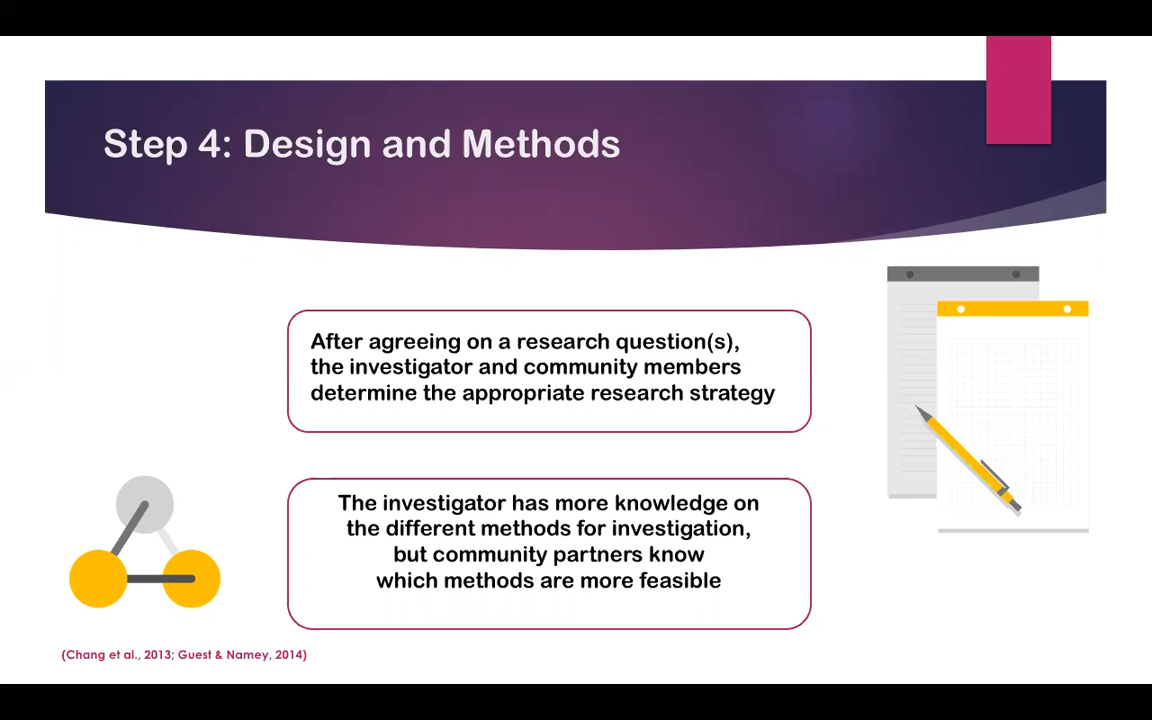 Step 4: Design and Methods
After agreeing on a research question(s),
the investigator and community members
determine the appropriate research strategy
The investigator has more knowledge on
the different methods for investigation,
but community partners know
which methods are more feasible
(Chang et al., 2013; Guest & Namey, 2014)